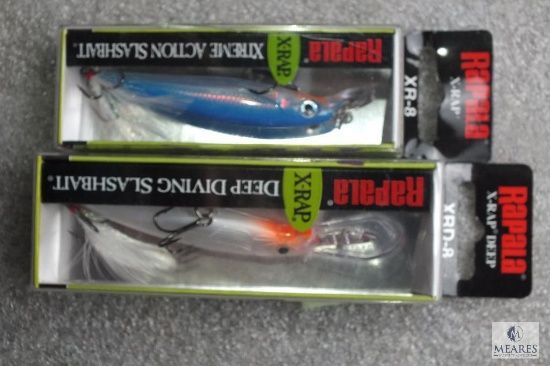 XTREME ACTION SLASHBAIT.
X-RAP
Rapala
XR-8
X-RAP
Rapala
DEEP DIVING SLASHBAIT.®
X-RAP
Rapala
XRD-8
X-RAP® DEEP
Rapala
M
MEARES